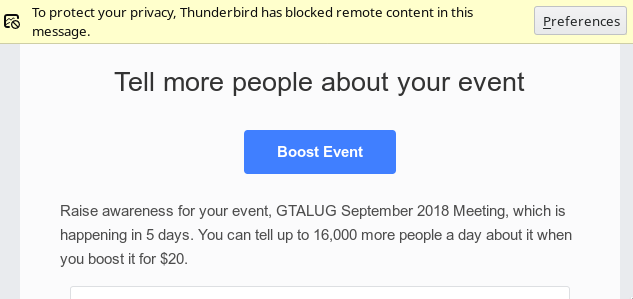 To protect your privacy, Thunderbird has blocked remote content in this
message.
Preferences
Tell more people about your event
Boost Event
Raise awareness for your event, GTALUG September 2018 Meeting, which is
happening in 5 days. You can tell up to 16,000 more people a day about it when
you boost it for $20.